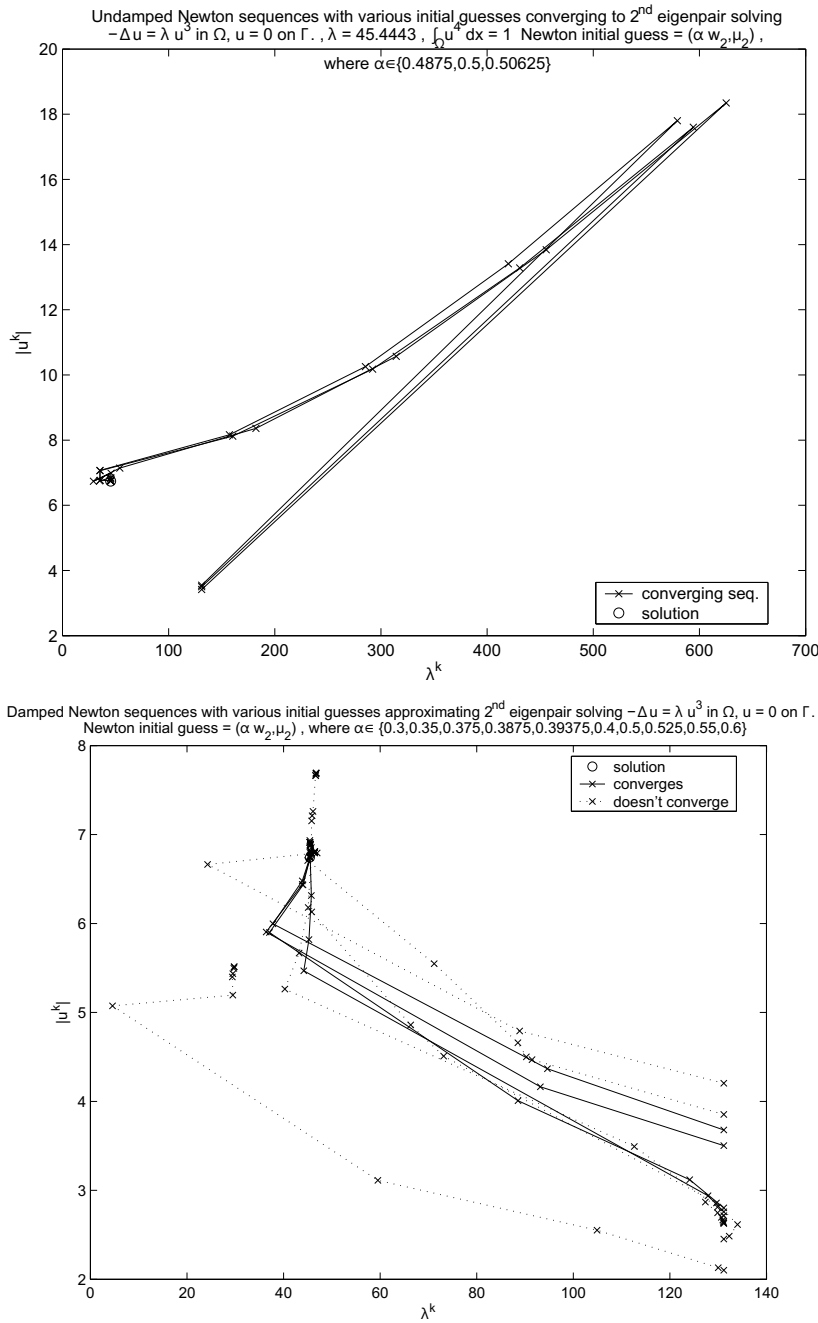 Undamped Newton sequences with various initial guesses converging to 2nd eigenpair solving
−Δ u = λ u3 in Ω, u = 0 on Γ. , λ = 45.4443 , ∫Ωu4 dx = 1 Newton initial guess = (α w2,μ2) ,
where α∈{0.4875,0.5,0.50625}
20
18
16
14
12
10
8
6
4
2
|uk|
converging seq.
solution
0 100 200 300 400 500 600 700
λk
Damped Newton sequences with various initial guesses approximating 2nd eigenpair solving −Δ u = λ u3 in Ω, u = 0 on Γ.
Newton initial guess = (α w2,μ2) , where α∈ {0.3,0.35,0.375,0.3875,0.39375,0.4,0.5,0.525,0.55,0.6}
8
7
6
5
4
3
2
|uk|
solution
converges
doesn't converge
0 20 40 60 80 100 120 140
λk